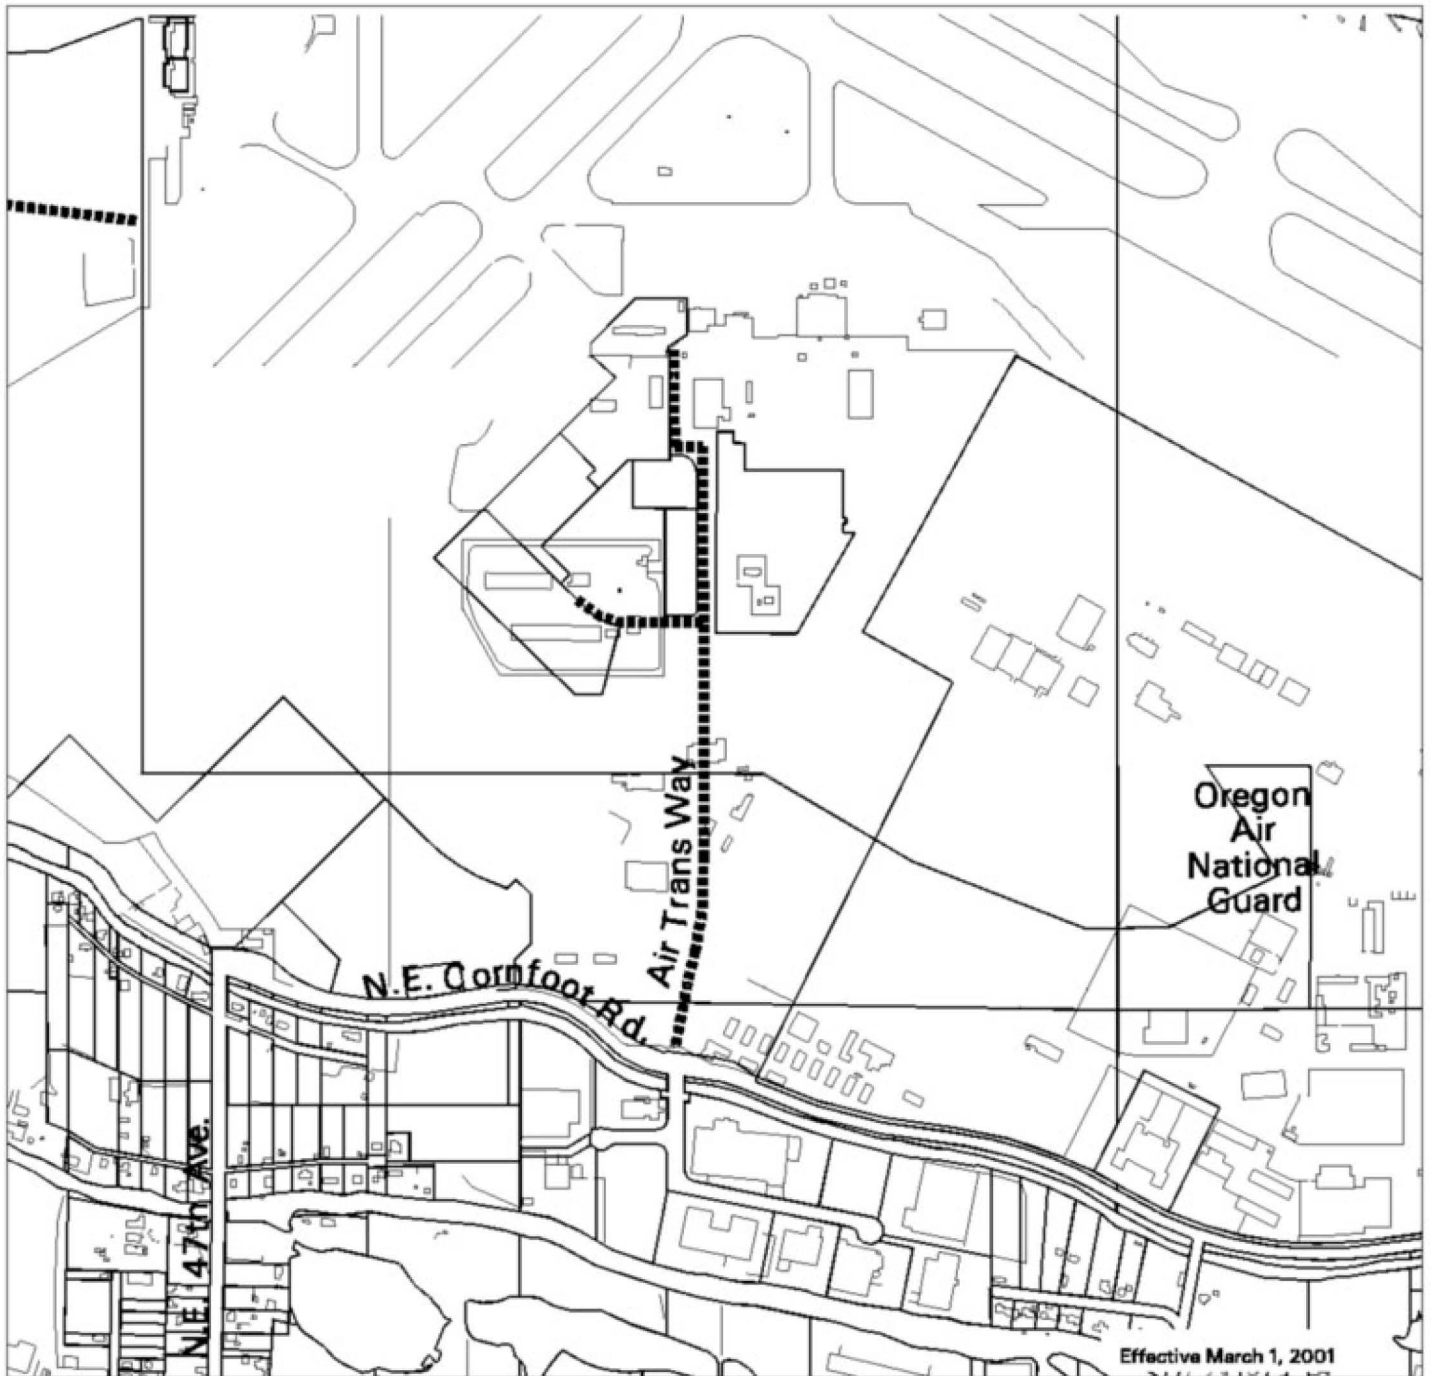 Oregon
Air
National
Guard
Air Trans Way
N.E. Cornfoot Rd.
N.E. 47th Ave.
Effective March 1, 2001